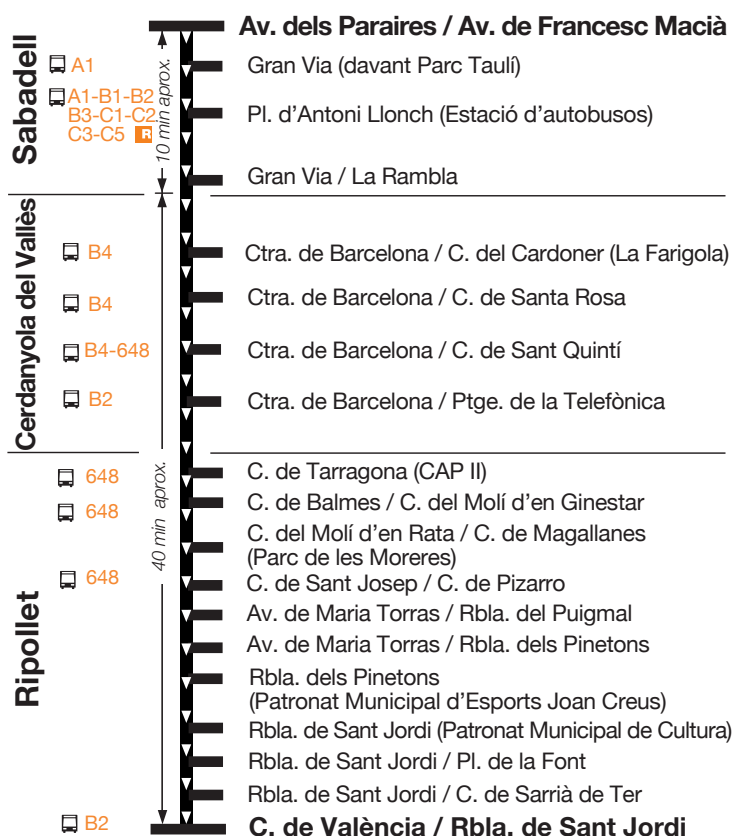 Sabadell
Av. dels Paraires / Av. de Francesc Macià
A1
Gran Via (davant Parc Taulí)
A1-B1-B2
B3-C1-C2
C3-C5 R
Pl. d'Antoni Llonch (Estació d'autobusos)
10 min aprox.
Gran Via / La Rambla
Cerdanyola del Vallès
B4
Ctra. de Barcelona / C. del Cardoner (La Farigola)
B4
Ctra. de Barcelona / C. de Santa Rosa
B4-648
Ctra. de Barcelona / C. de Sant Quintí
B2
Ctra. de Barcelona / Ptge. de la Telefònica
40 min aprox.
Ripollet
648
C. de Tarragona (CAP II)
648
C. de Balmes / C. del Molí d'en Ginestar
C. del Molí d'en Rata / C. de Magallanes
(Parc de les Moreres)
648
C. de Sant Josep / C. de Pizarro
Av. de Maria Torras / Rbla. del Puigmal
Av. de Maria Torras / Rbla. dels Pinetons
Rbla. dels Pinetons
(Patronat Municipal d'Esports Joan Creus)
Rbla. de Sant Jordi (Patronat Municipal de Cultura)
Rbla. de Sant Jordi / Pl. de la Font
Rbla. de Sant Jordi / C. de Sarrià de Ter
B2
C. de València / Rbla. de Sant Jordi